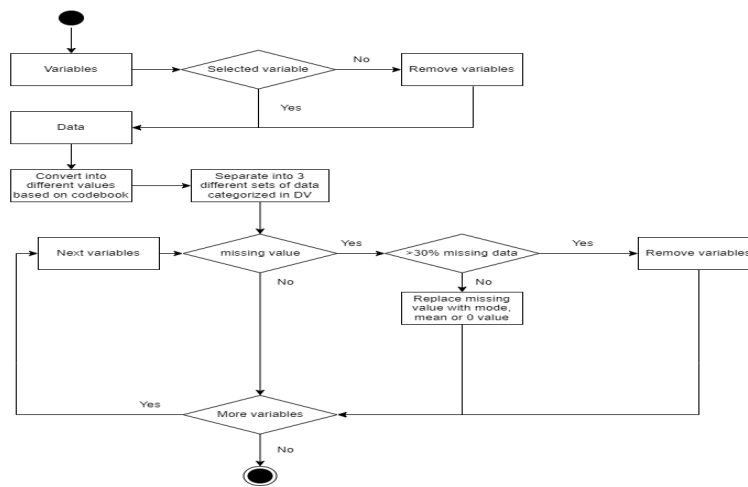 No
Variables
Selected variable
Remove variables
Yes
Data
Convert into
different values
based on codebook
Separate into 3
different sets of data
categorized in DV
Yes
Yes
Next variables
missing value
>30% missing data
Remove variables
No
No
Replace missing
value with mode,
mean or 0 value
Yes
More variables
No